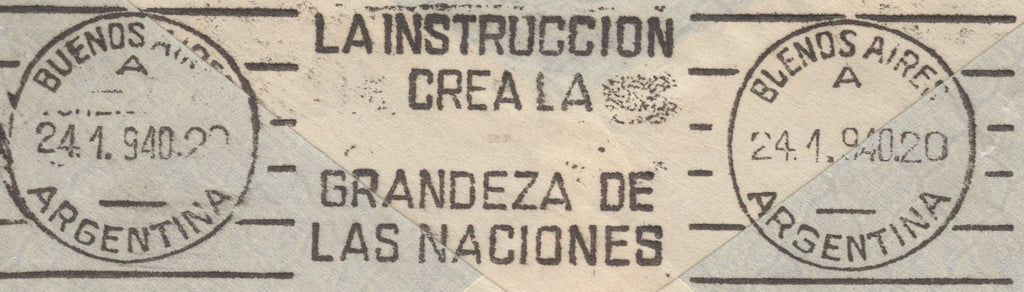 BUENOS AIRES
A
24.1.940.20
ARGENTINA
LA INSTRUCCION
CREA LA
GRANDEZA DE
LAS NACIONES
BUENOS AIRES
A
24.1.940.20
ARGENTINA